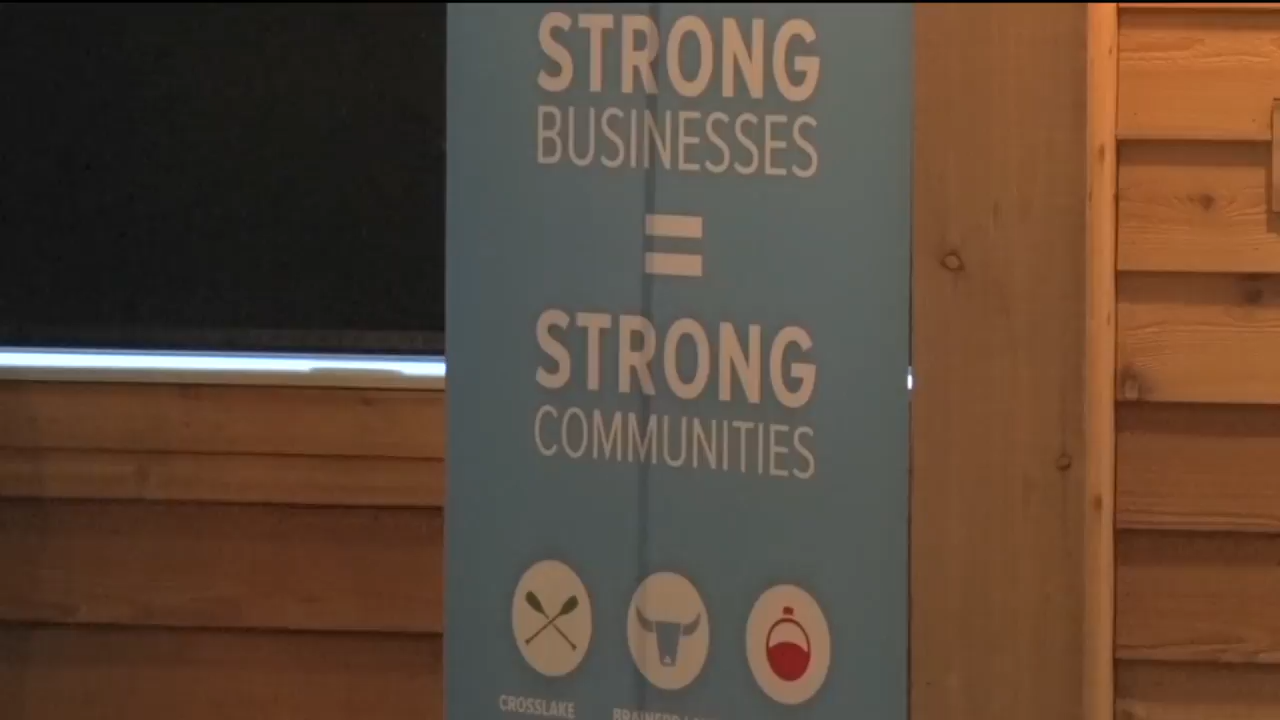 STRONG
BUSINESSES
=
STRONG
COMMUNITIES
CROSSLAKE